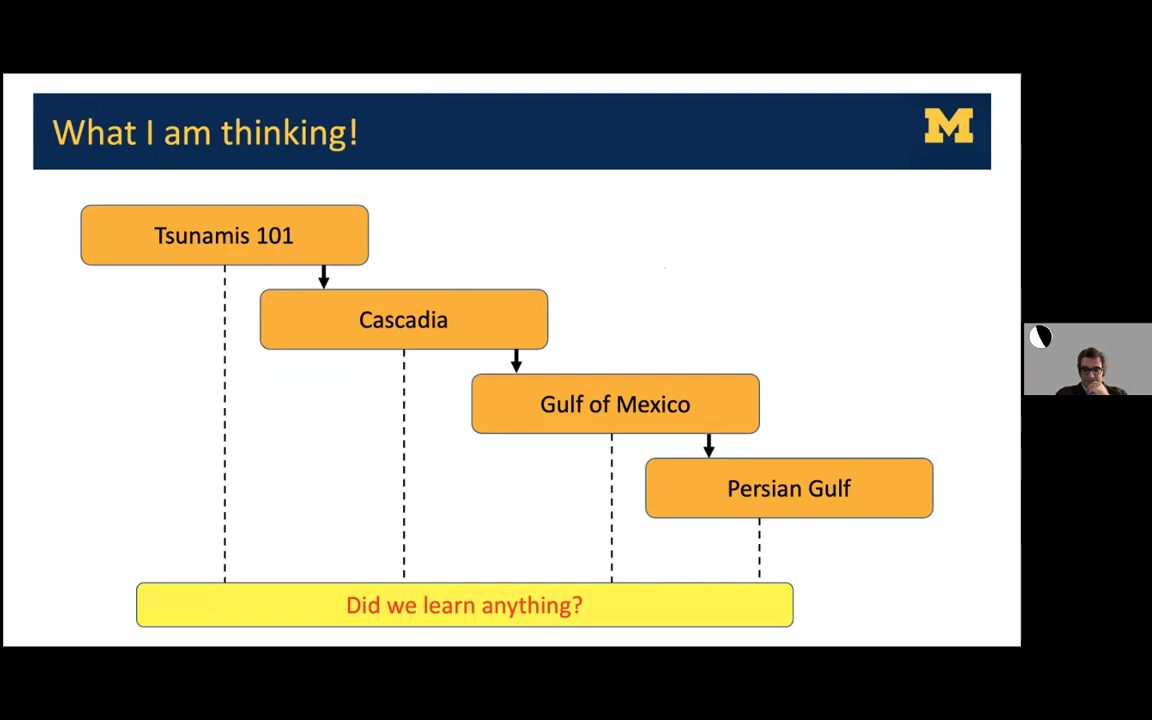 What I am thinking!
M
Tsunamis 101
Cascadia
Gulf of Mexico
Persian Gulf
Did we learn anything?